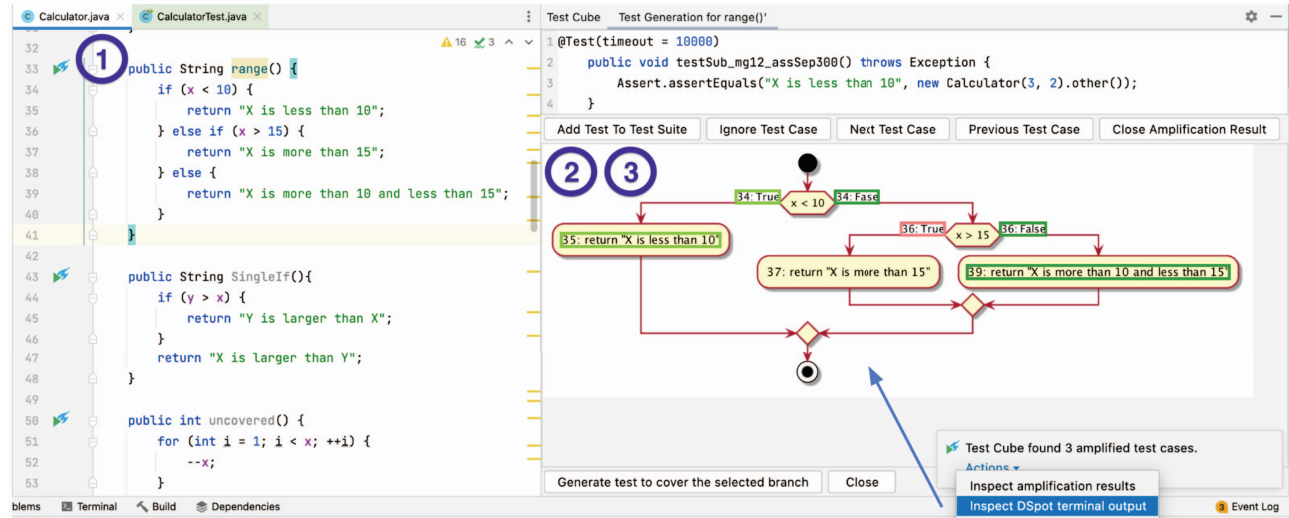 Calculator.java CalculatorTest.java
Test Cube Test Generation for range()'
16 3
32
33 public String range() {
34 if (x < 10) {
35 return "X is less than 10";
36 } else if (x > 15) {
37 return "X is more than 15";
38 } else {
39 return "X is more than 10 and less than 15";
40 }
41 }
42
43 public String SingleIf(){
44 if (y > x) {
45 return "Y is larger than X";
46 }
47 return "X is larger than Y";
48 }
49
50 public int uncovered() {
51 for (int i = 1; i < x; ++i) {
52 --x;
53 }
1
1 @Test(timeout = 10000)
2 public void testSub_mg12_assSep300() throws Exception {
3 Assert.assertEquals("X is less than 10", new Calculator(3, 2).other());
4 }
Add Test To Test Suite Ignore Test Case Next Test Case Previous Test Case Close Amplification Result
2 3
34: True x < 10 34: Fase
36: True x > 15 36: False
35: return "X is less than 10"
37: return "X is more than 15" 39: return "X is more than 10 and less than 15"
Test Cube found 3 amplified test cases.
Actions
Inspect amplification results
Inspect DSpot terminal output
Generate test to cover the selected branch Close
blems Terminal Build Dependencies
3 Event Log